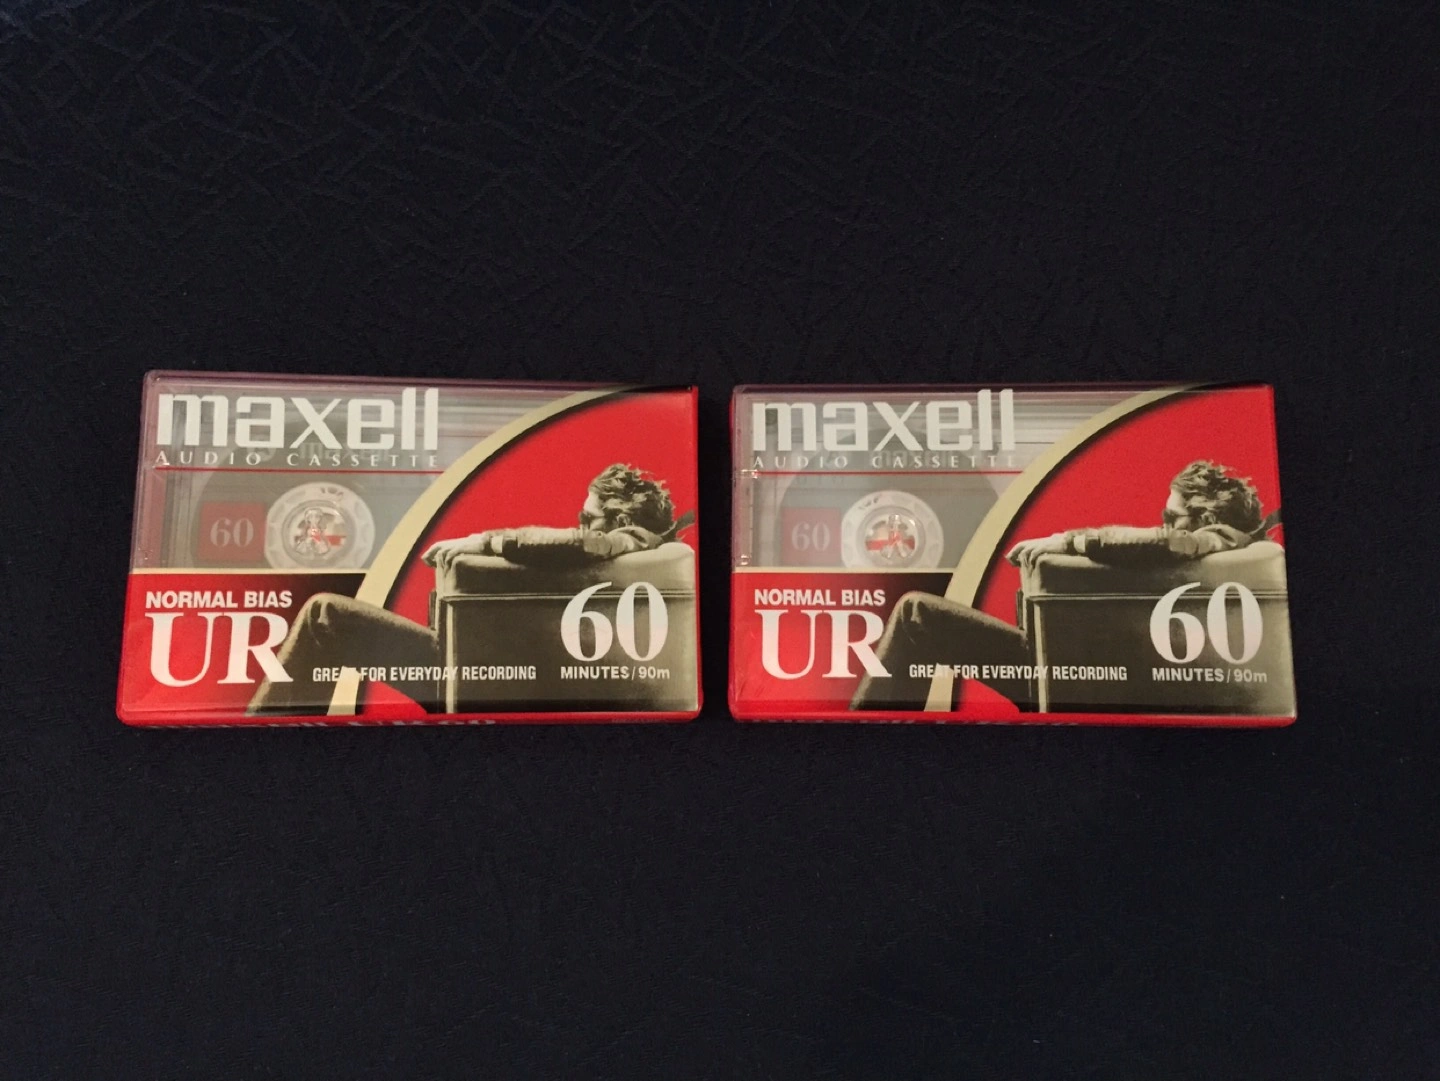 maxell
AUDIO CASSETTE
60
NORMAL BIAS
UR
GREAT FOR EVERYDAY RECORDING
60
MINUTES/90m
maxell
AUDIO CASSETTE
60
NORMAL BIAS
UR
GREAT FOR EVERYDAY RECORDING
60
MINUTES/90m